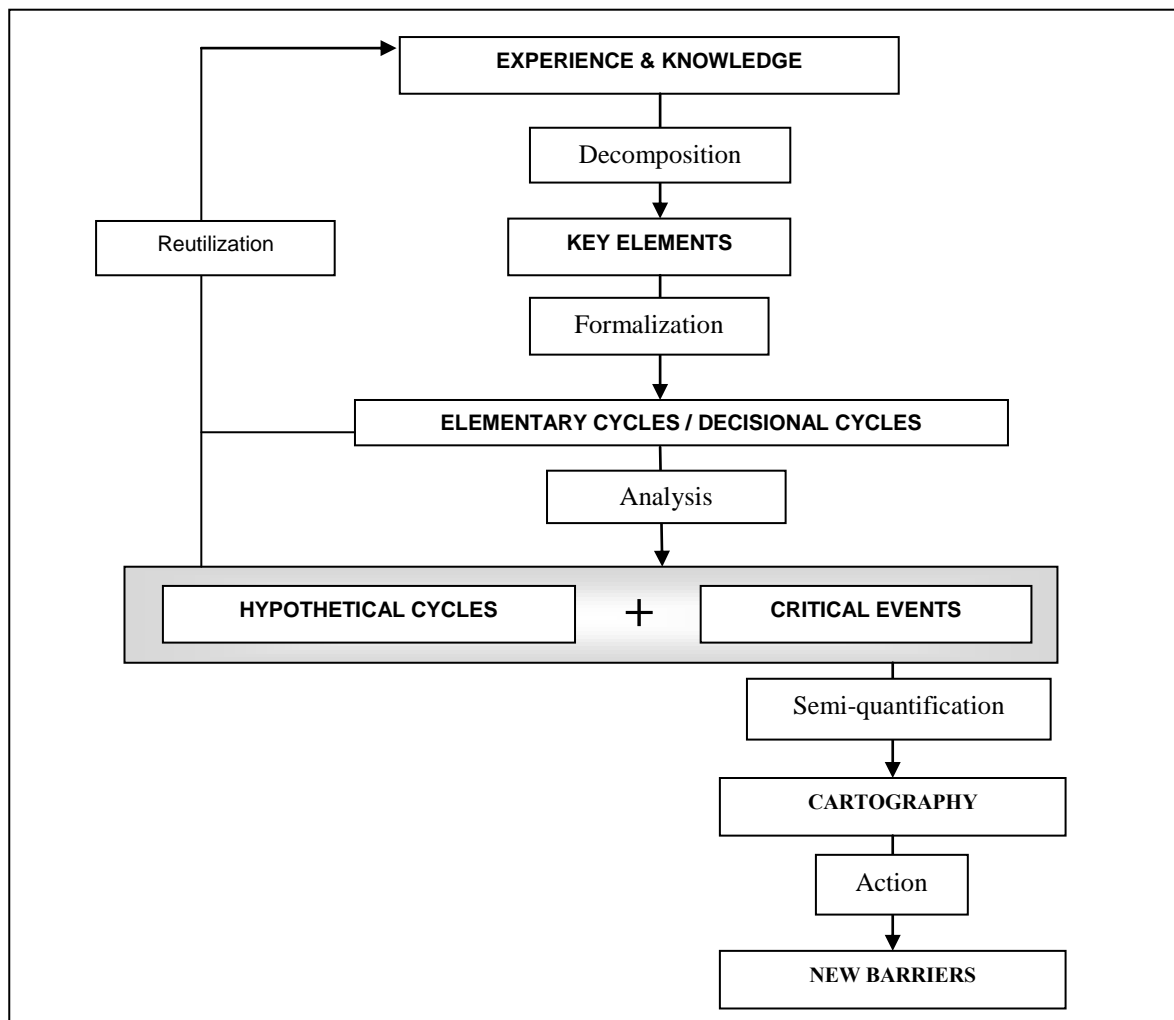 EXPERIENCE & KNOWLEDGE
Decomposition
Reutilization
KEY ELEMENTS
Formalization
ELEMENTARY CYCLES / DECISIONAL CYCLES
Analysis
HYPOTHETICAL CYCLES
+
CRITICAL EVENTS
Semi-quantification
CARTOGRAPHY
Action
NEW BARRIERS